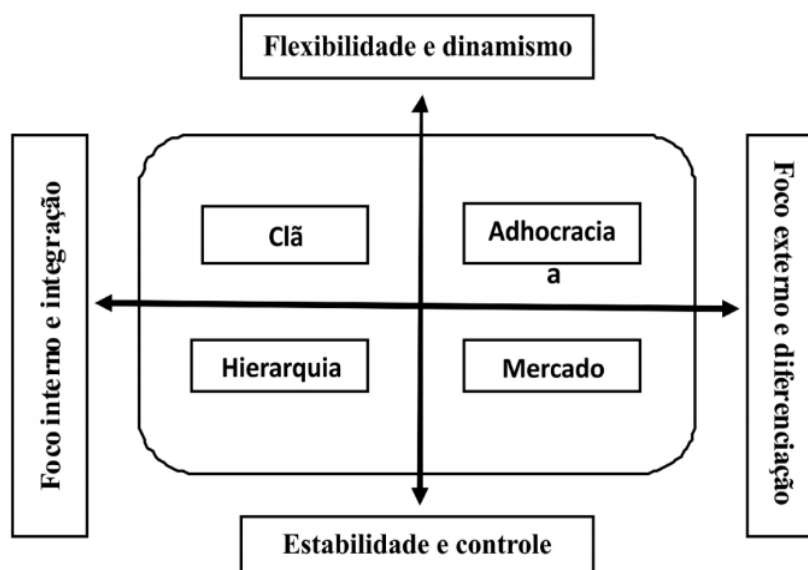 Flexibilidade e dinamismo
Foco interno e integração
Clã
Adhocracia
a
Foco externo e diferenciação
Hierarquia
Mercado
Estabilidade e controle